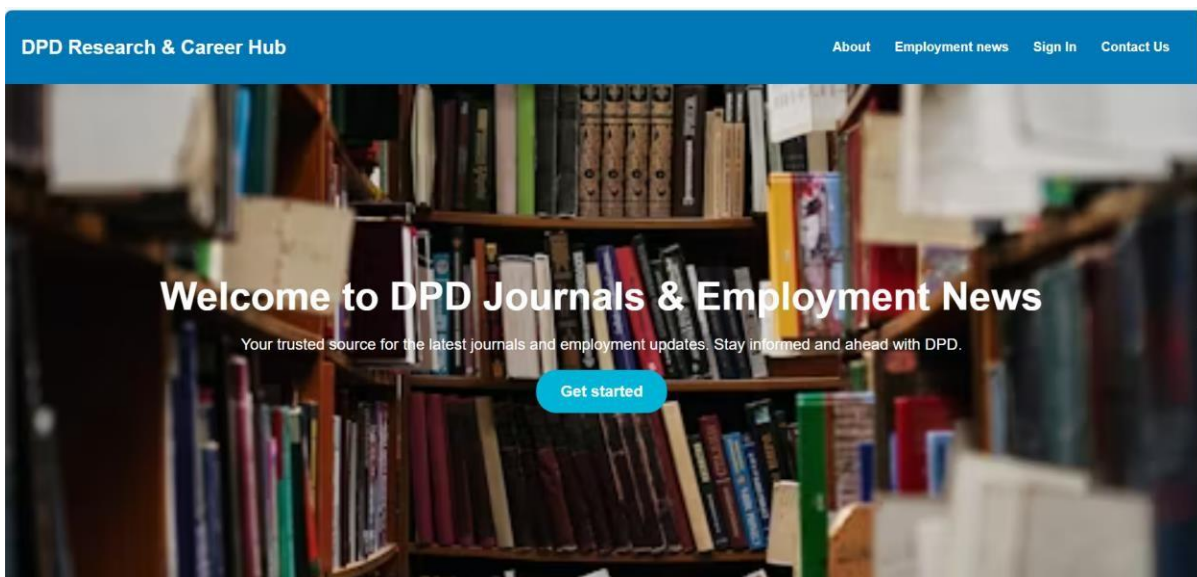 DPD Research & Career Hub
About Employment news Sign In Contact Us
Welcome to DPD Journals & Employment News
Your trusted source for the latest journals and employment updates. Stay informed and ahead with DPD.
Get started